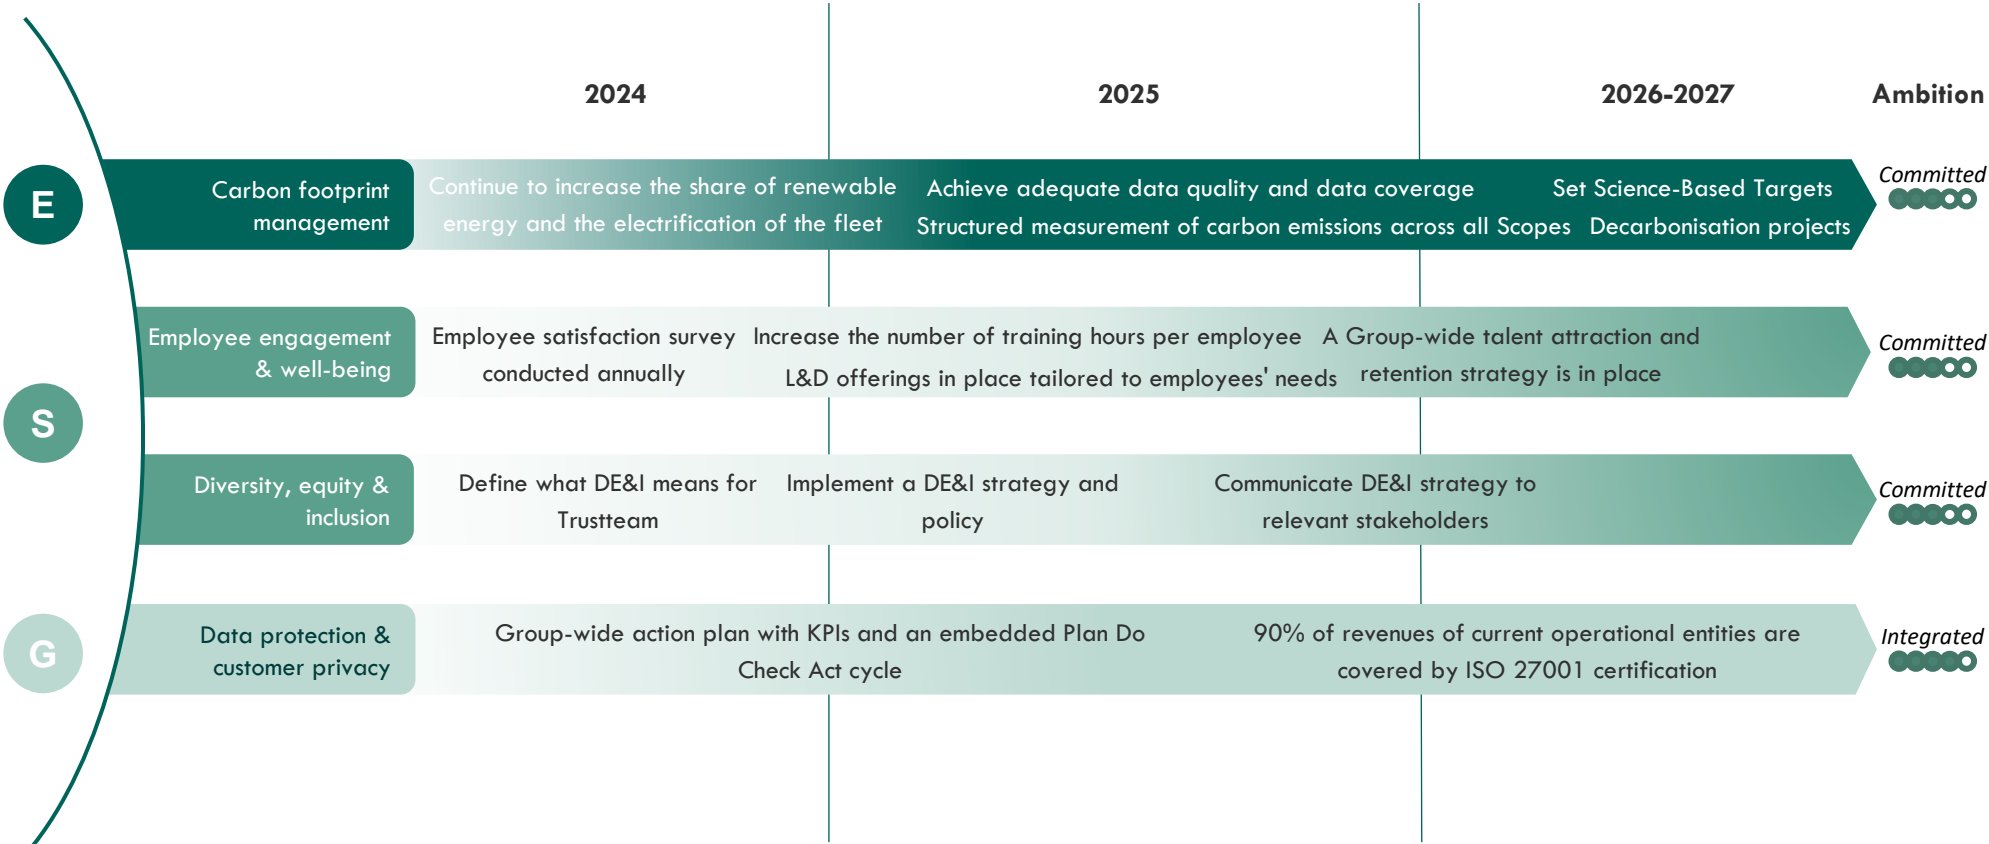 2024
2025
2026-2027
Ambition
E
Carbon footprint
management
Continue to increase the share of renewable
energy and the electrification of the fleet
Achieve adequate data quality and data coverage
Structured measurement of carbon emissions across all Scopes
Set Science-Based Targets
Decarbonisation projects
Committed
S
Employee engagement
& well-being
Employee satisfaction survey
conducted annually
Increase the number of training hours per employee
L&D offerings in place tailored to employees' needs
A Group-wide talent attraction and
retention strategy is in place
Committed
Diversity, equity &
inclusion
Define what DE&I means for
Trustteam
Implement a DE&I strategy and
policy
Communicate DE&I strategy to
relevant stakeholders
Committed
G
Data protection &
customer privacy
Group-wide action plan with KPIs and an embedded Plan Do
Check Act cycle
90% of revenues of current operational entities are
covered by ISO 27001 certification
Integrated